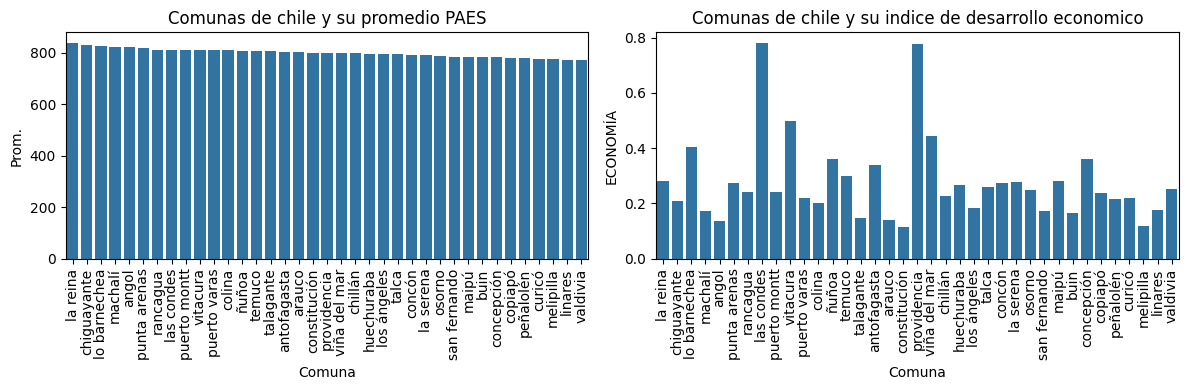 Comunas de chile y su promedio PAES
Prom.
800
600
400
200
0
la reina
chiguayante
lo barnechea
machalí
angol
punta arenas
rancagua
las condes
puerto montt
vitacura
puerto varas
colina
ñuñoa
temuco
talagante
antofagasta
arauco
constitución
providencia
viña del mar
chillán
huechuraba
los ángeles
talca
concón
la serena
osorno
san fernando
maipú
buin
concepción
copiapó
peñalolén
curicó
melipilla
linares
valdivia
Comuna
Comunas de chile y su indice de desarrollo economico
ECONOMÍA
0.8
0.6
0.4
0.2
0.0
la reina
chiguayante
lo barnechea
machalí
angol
punta arenas
rancagua
las condes
puerto montt
vitacura
puerto varas
colina
ñuñoa
temuco
talagante
antofagasta
arauco
constitución
providencia
viña del mar
chillán
huechuraba
los ángeles
talca
concón
la serena
osorno
san fernando
maipú
buin
concepción
copiapó
peñalolén
curicó
melipilla
linares
valdivia
Comuna